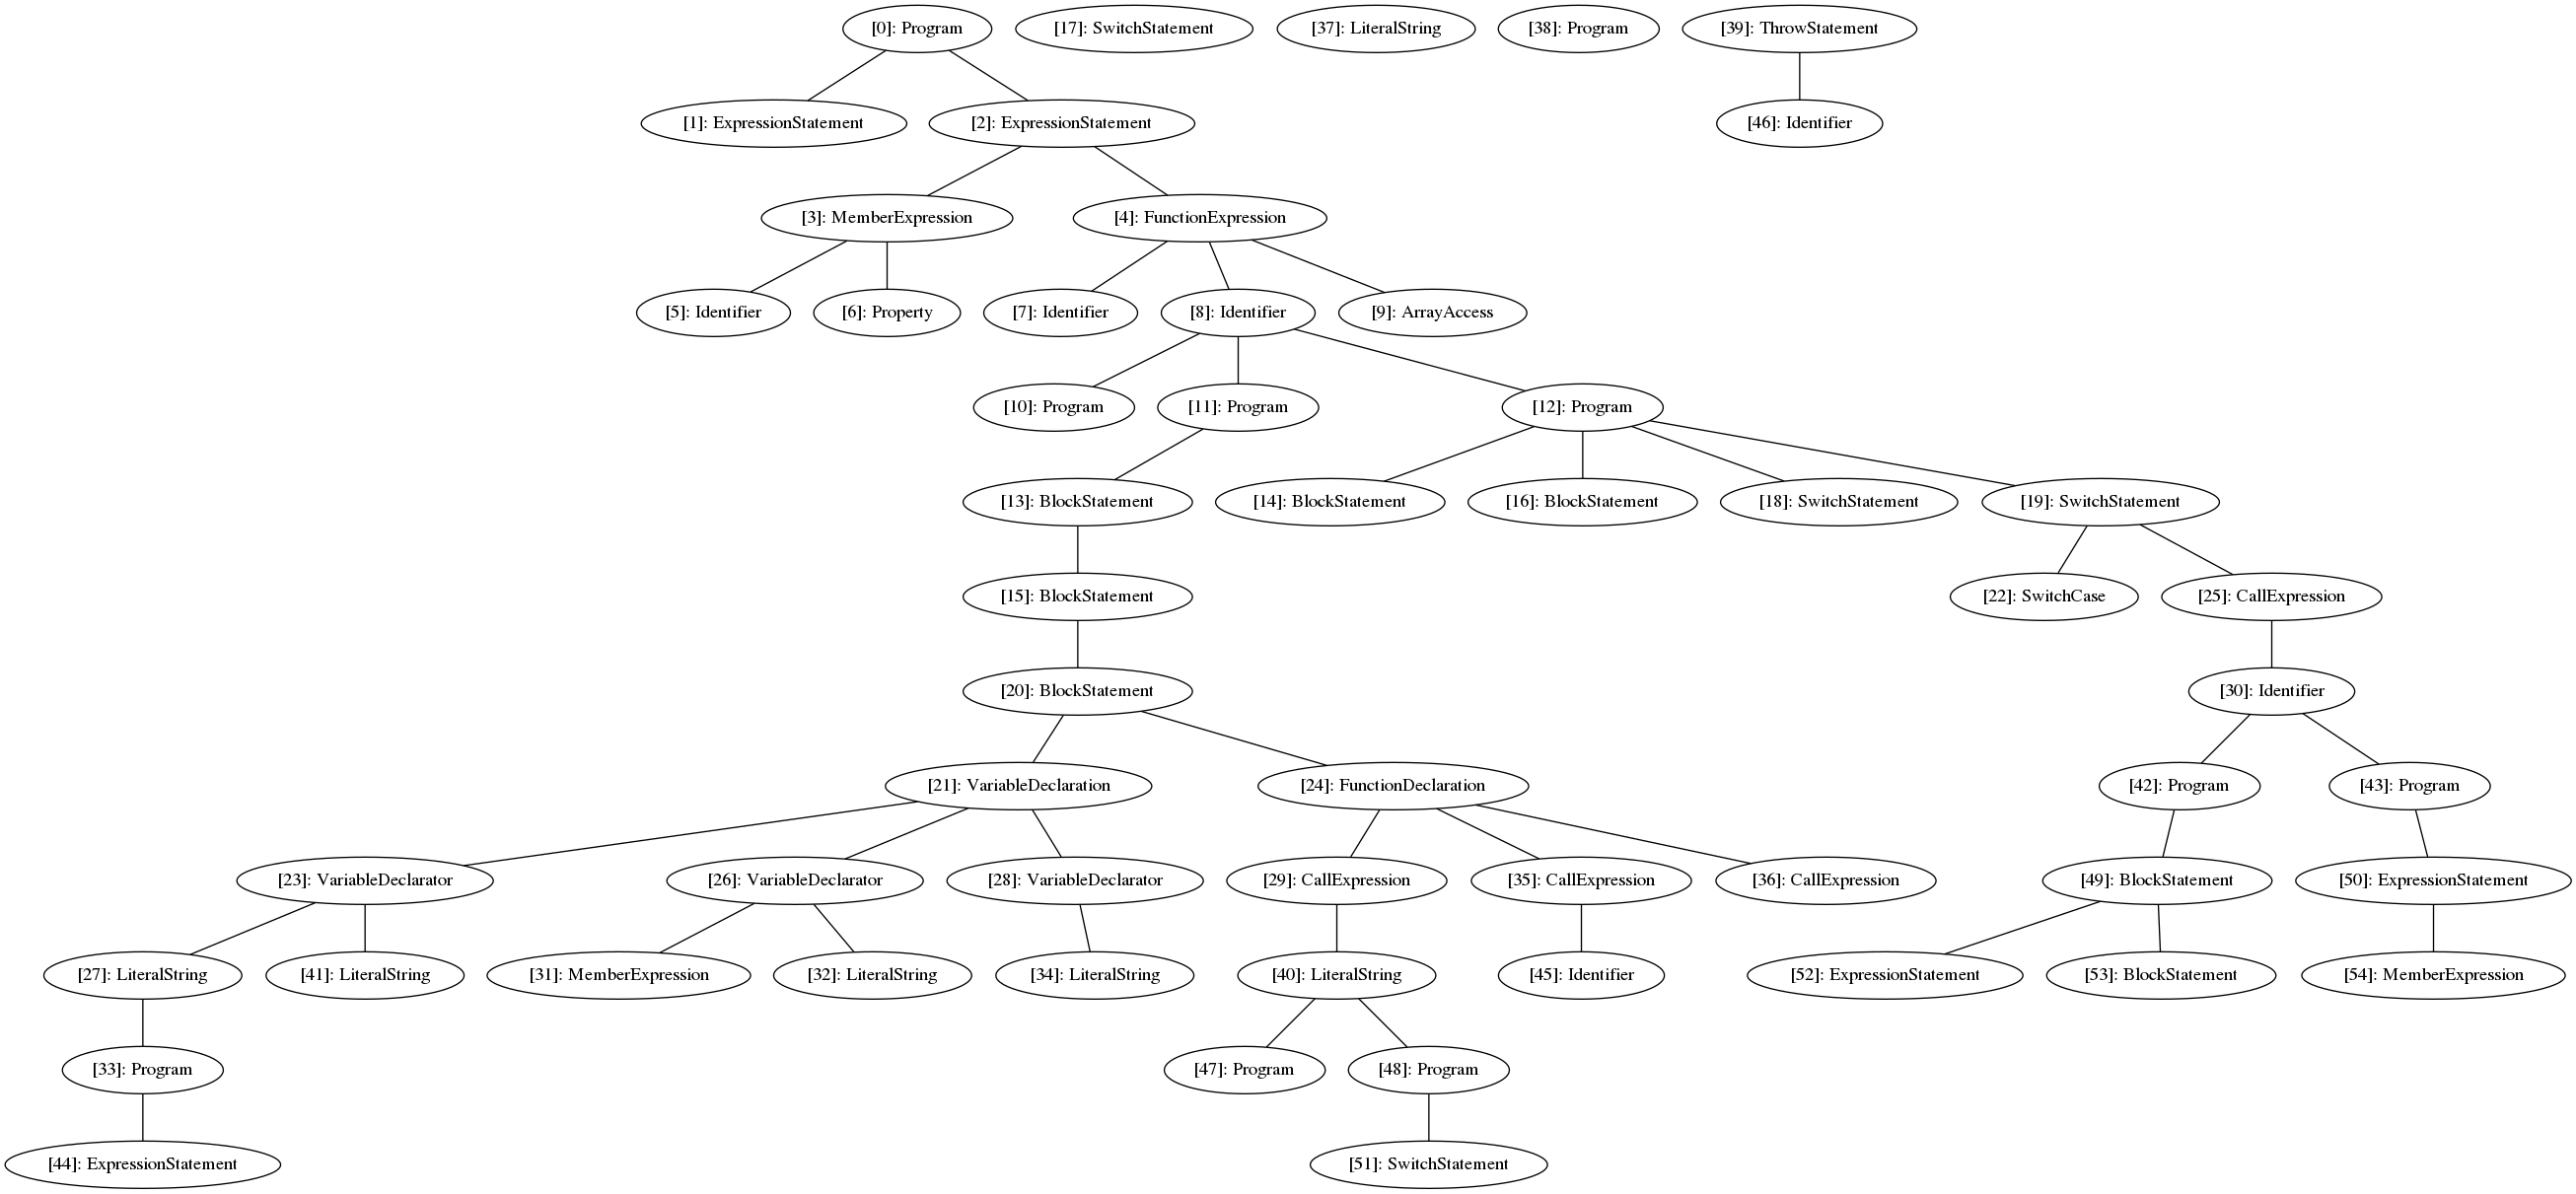 [0]: Program
[17]: SwitchStatement
[37]: LiteralString
[38]: Program
[39]: ThrowStatement
[1]: ExpressionStatement
[2]: ExpressionStatement
[46]: Identifier
[3]: MemberExpression
[4]: FunctionExpression
[5]: Identifier
[6]: Property
[7]: Identifier
[8]: Identifier
[9]: ArrayAccess
[10]: Program
[11]: Program
[12]: Program
[13]: BlockStatement
[14]: BlockStatement
[16]: BlockStatement
[18]: SwitchStatement
[19]: SwitchStatement
[15]: BlockStatement
[22]: SwitchCase
[25]: CallExpression
[20]: BlockStatement
[30]: Identifier
[21]: VariableDeclaration
[24]: FunctionDeclaration
[42]: Program
[43]: Program
[23]: VariableDeclarator
[26]: VariableDeclarator
[28]: VariableDeclarator
[29]: CallExpression
[35]: CallExpression
[36]: CallExpression
[49]: BlockStatement
[50]: ExpressionStatement
[27]: LiteralString
[41]: LiteralString
[31]: MemberExpression
[32]: LiteralString
[34]: LiteralString
[40]: LiteralString
[45]: Identifier
[52]: ExpressionStatement
[53]: BlockStatement
[54]: MemberExpression
[33]: Program
[47]: Program
[48]: Program
[44]: ExpressionStatement
[51]: SwitchStatement